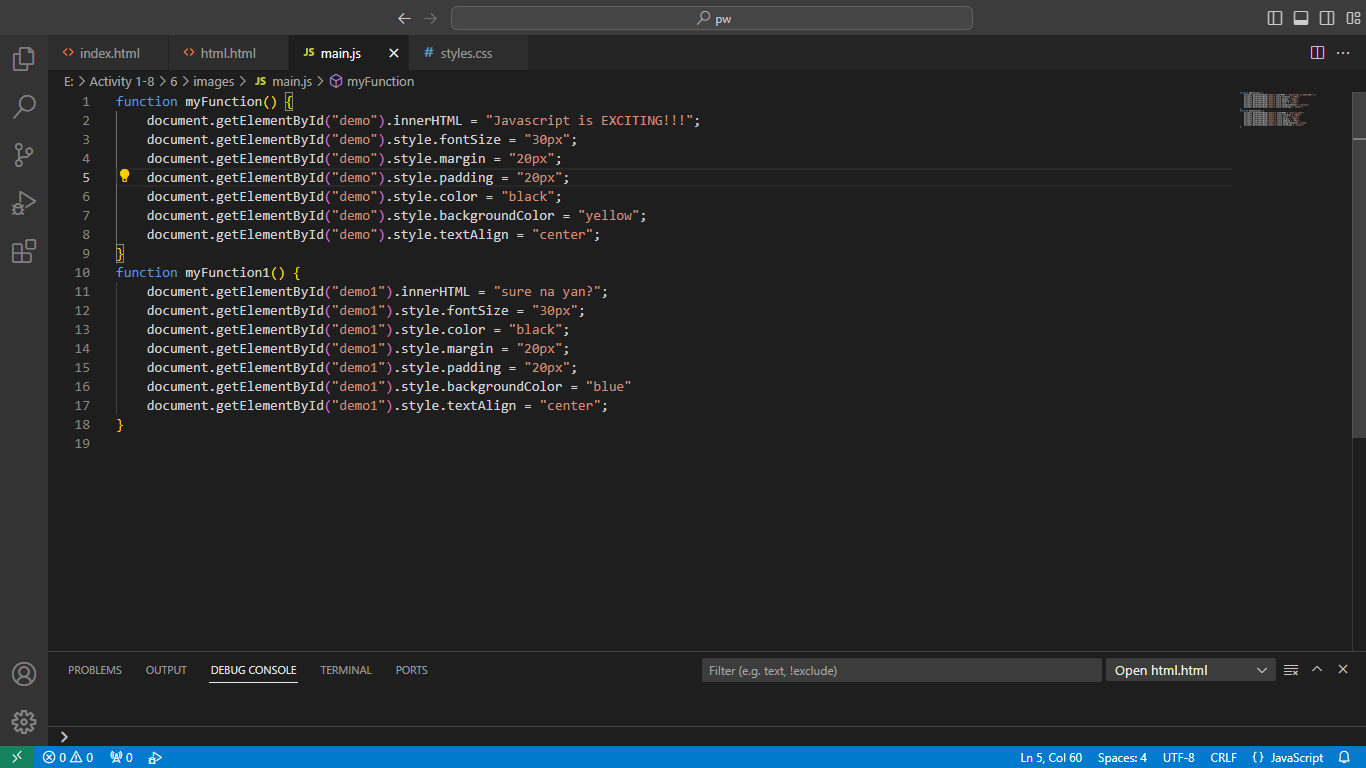 pw
index.html html.html JS main.js # styles.css
E: > Activity 1-8 > 6 > images > JS main.js > myFunction
1 function myFunction() {
2     document.getElementById("demo").innerHTML = "Javascript is EXCITING!!!";
3     document.getElementById("demo").style.fontSize = "30px";
4     document.getElementById("demo").style.margin = "20px";
5     document.getElementById("demo").style.padding = "20px";
6     document.getElementById("demo").style.color = "black";
7     document.getElementById("demo").style.backgroundColor = "yellow";
8     document.getElementById("demo").style.textAlign = "center";
9 }
10 function myFunction1() {
11     document.getElementById("demo1").innerHTML = "sure na yan?";
12     document.getElementById("demo1").style.fontSize = "30px";
13     document.getElementById("demo1").style.color = "black";
14     document.getElementById("demo1").style.margin = "20px";
15     document.getElementById("demo1").style.padding = "20px";
16     document.getElementById("demo1").style.backgroundColor = "blue"
17     document.getElementById("demo1").style.textAlign = "center";
18 }
19
PROBLEMS OUTPUT DEBUG CONSOLE TERMINAL PORTS Filter (e.g. text, !exclude) Open html.html
>
0 0 0 Ln 5, Col 60 Spaces: 4 UTF-8 CRLF {} JavaScript